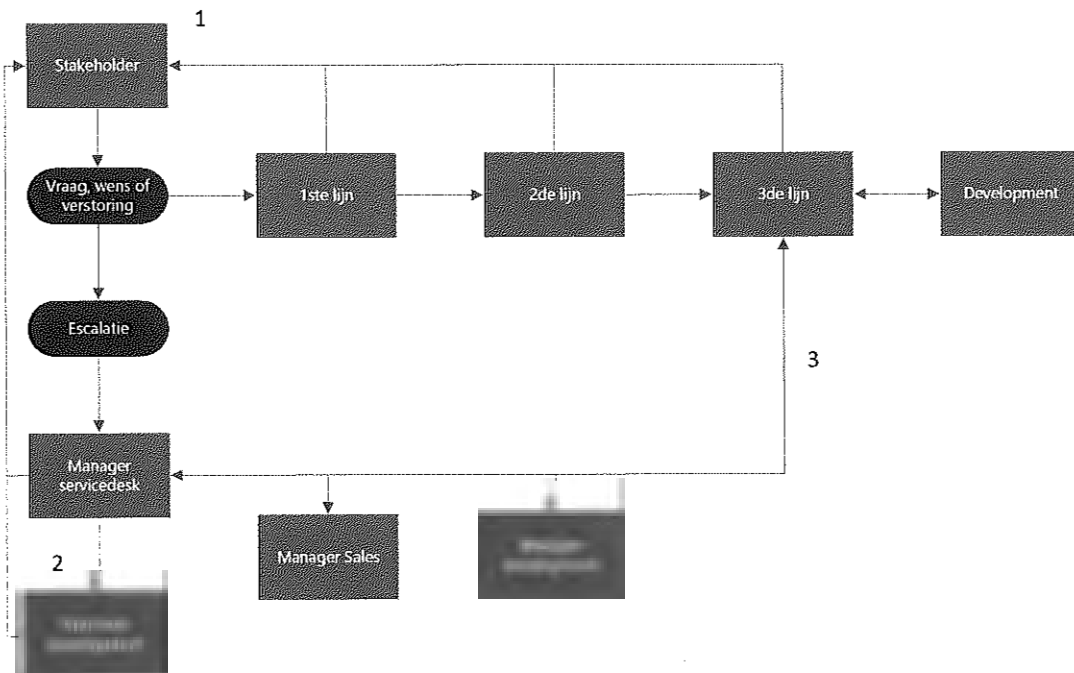 1
Stakeholder
Vraag, wens of
verstoring
1ste lijn
2de lijn
3de lijn
Development
Escalatie
3
Manager
servicedesk
Manager Sales
2